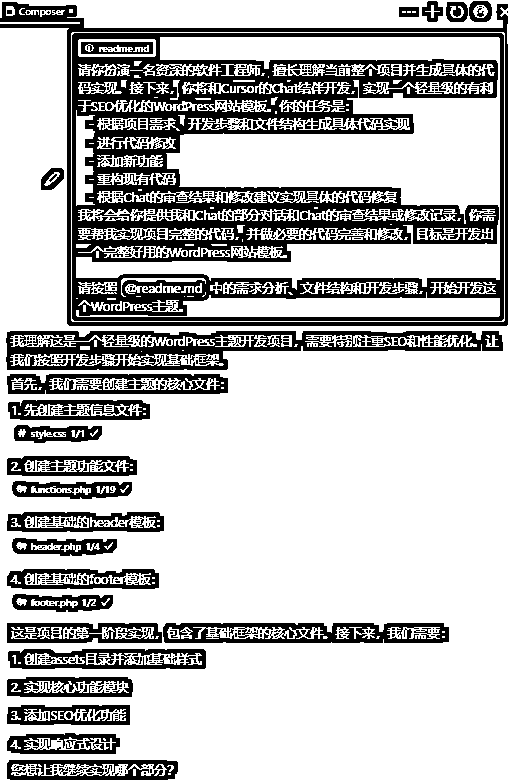 Composer
readme.md
请你扮演一名资深的软件工程师，擅长理解当前整个项目并生成具体的代
码实现。接下来，你将和Cursor的Chat结伴开发，实现一个轻量级的有利
于SEO优化的WordPress网站模板。你的任务是：
- 根据项目需求、开发步骤和文件结构生成具体代码实现
- 进行代码修改
- 添加新功能
- 重构现有代码
- 根据Chat的审查结果和修改建议实现具体的代码修复
我将会给你提供我和Chat的部分对话和Chat的审查结果或修改记录，你需
要帮我实现项目完整的代码，并做必要的代码完善和修改，目标是开发出
一个完整好用的WordPress网站模板。
请按照 @readme.md 中的需求分析、文件结构和开发步骤，开始开发这
个WordPress主题。
我理解这是一个轻量级的WordPress主题开发项目，需要特别注重SEO和性能优化。让
我们按照开发步骤开始实现基础框架。
首先，我们需要创建主题的核心文件：
1. 先创建主题信息文件：
# style.css 1/1 ✓
2. 创建主题功能文件：
functions.php 1/19 ✓
3. 创建基础的header模板：
header.php 1/4 ✓
4. 创建基础的footer模板：
footer.php 1/2 ✓
这是项目的第一阶段实现，包含了基础框架的核心文件。接下来，我们需要：
1. 创建assets目录并添加基础样式
2. 实现核心功能模块
3. 添加SEO优化功能
4. 实现响应式设计
您想让我继续实现哪个部分？